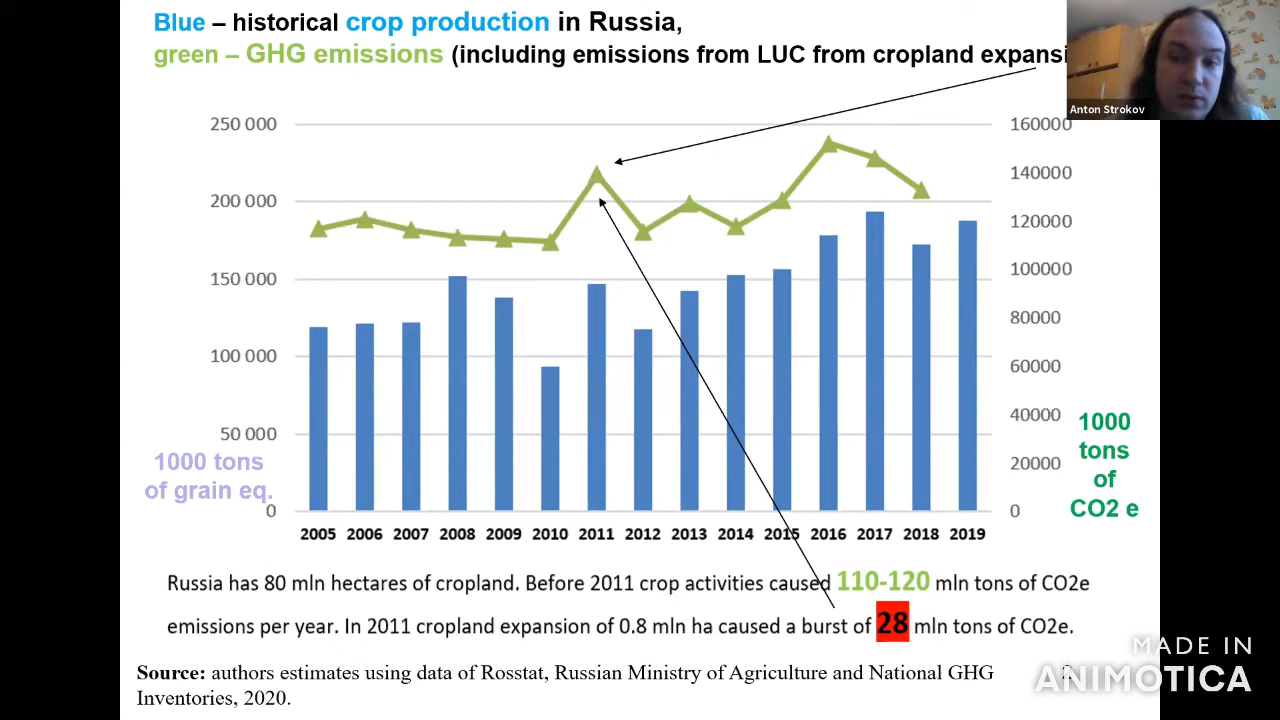 Blue – historical crop production in Russia,
green – GHG emissions (including emissions from LUC from cropland expansi
Anton Strokov
250 000
200 000
150 000
100 000
50 000
0
160000
140000
120000
100000
80000
60000
40000
20000
0
1000 tons
of grain eq.
1000
tons
of
CO2 e
2005 2006 2007 2008 2009 2010 2011 2012 2013 2014 2015 2016 2017 2018 2019
Russia has 80 mln hectares of cropland. Before 2011 crop activities caused 110-120 mln tons of CO2e
emissions per year. In 2011 cropland expansion of 0.8 mln ha caused a burst of 28 mln tons of CO2e.
Source: authors estimates using data of Rosstat, Russian Ministry of Agriculture and National GHG
Inventories, 2020.
MADE IN
ANIMOTICA